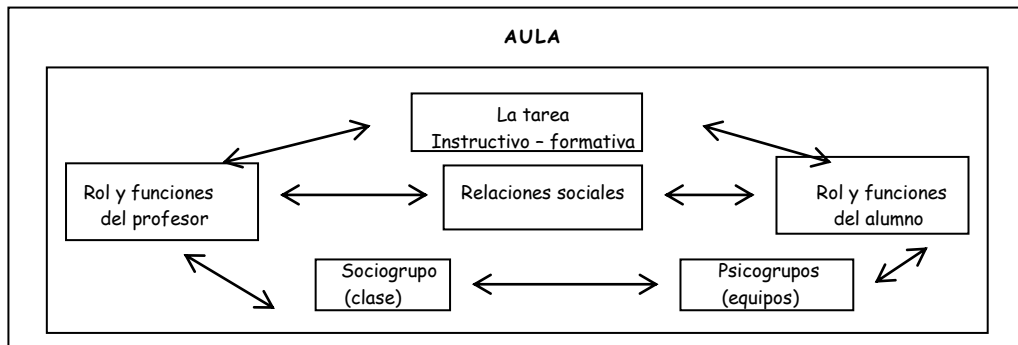 AULA
La tarea
Instructivo – formativa
Rol y funciones
del profesor
Relaciones sociales
Rol y funciones
del alumno
Sociogrupo
(clase)
Psicogrupos
(equipos)